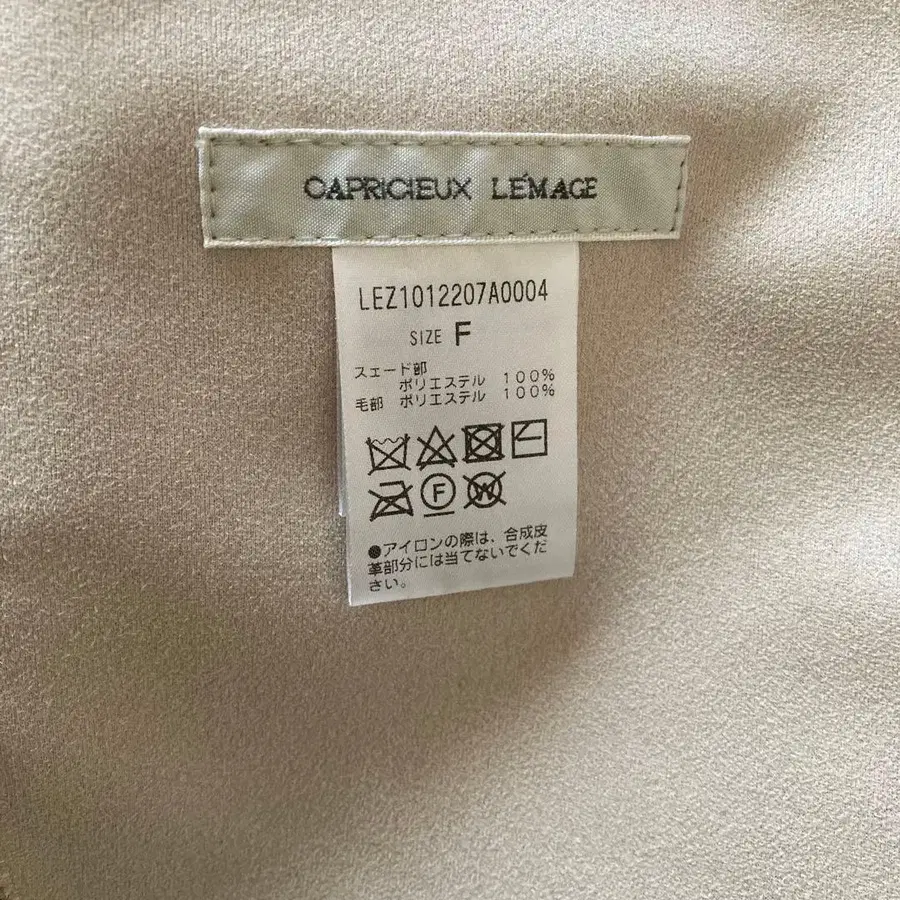 CAPRICIEUX LE'MAGE
LEZ1012207A0004
SIZE F
スェード部
ポリエステル 100%
毛部 ポリエステル 100%
F
W
●アイロンの際は、合成皮
革部分には当てないでくだ
さい。